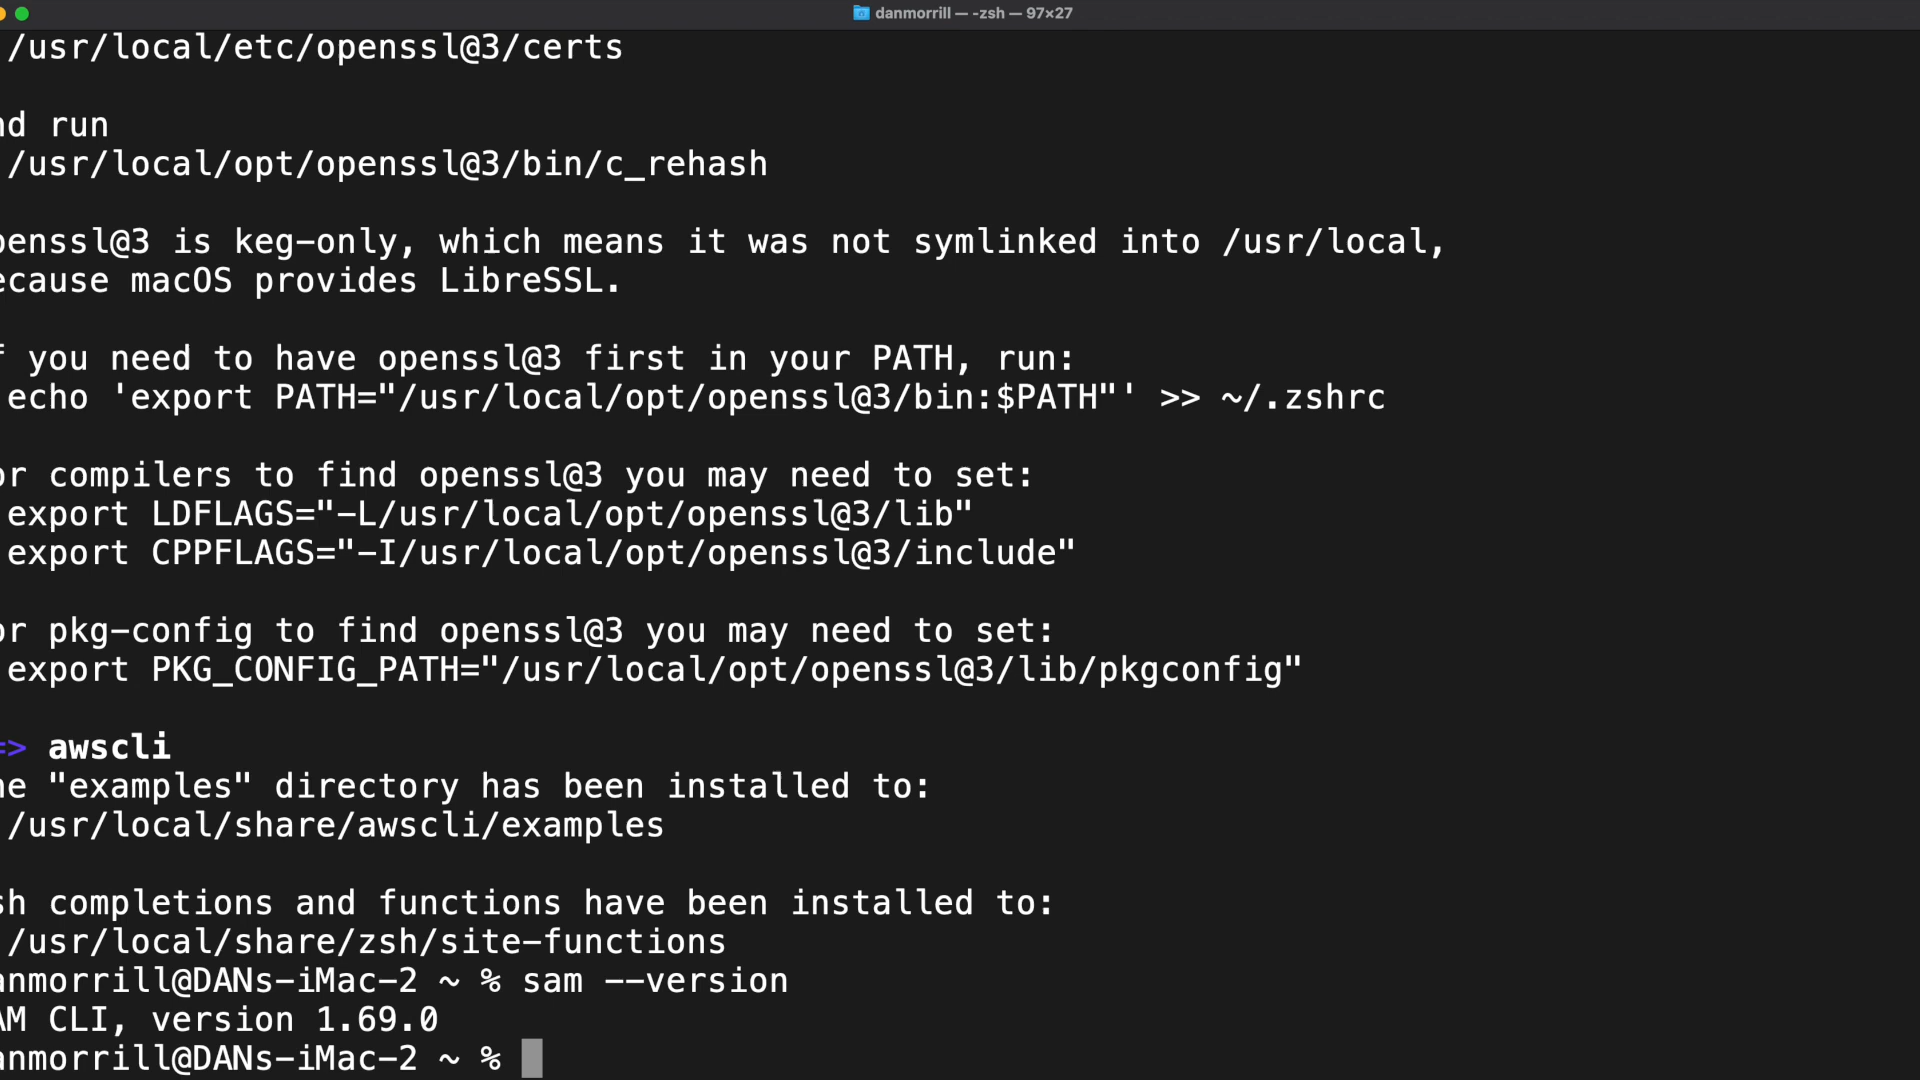 danmorrill — -zsh — 97×27
/usr/local/etc/openssl@3/certs
nd run
/usr/local/opt/openssl@3/bin/c_rehash
penssl@3 is keg-only, which means it was not symlinked into /usr/local,
ecause macOS provides LibreSSL.
f you need to have openssl@3 first in your PATH, run:
echo 'export PATH="/usr/local/opt/openssl@3/bin:$PATH"' >> ~/.zshrc
or compilers to find openssl@3 you may need to set:
export LDFLAGS="-L/usr/local/opt/openssl@3/lib"
export CPPFLAGS="-I/usr/local/opt/openssl@3/include"
or pkg-config to find openssl@3 you may need to set:
export PKG_CONFIG_PATH="/usr/local/opt/openssl@3/lib/pkgconfig"
=> awscli
he "examples" directory has been installed to:
/usr/local/share/awscli/examples
sh completions and functions have been installed to:
/usr/local/share/zsh/site-functions
anmorrill@DANs-iMac-2 ~ % sam --version
AM CLI, version 1.69.0
anmorrill@DANs-iMac-2 ~ %